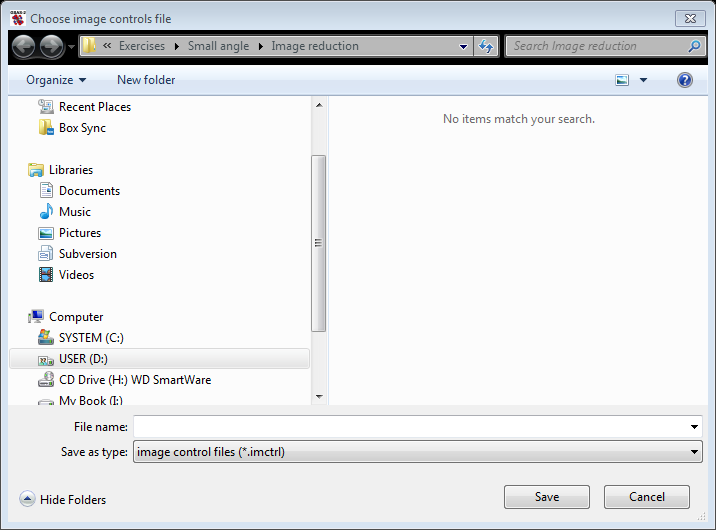 Choose image controls file
« Exercises Small angle Image reduction
Search Image reduction
Organize
New folder
Recent Places
Box Sync
Libraries
Documents
Music
Pictures
Subversion
Videos
Computer
SYSTEM (C:)
USER (D:)
CD Drive (H:) WD SmartWare
My Book (I:)
No items match your search.
File name:
Save as type: image control files (*.imctrl)
Hide Folders
Save
Cancel